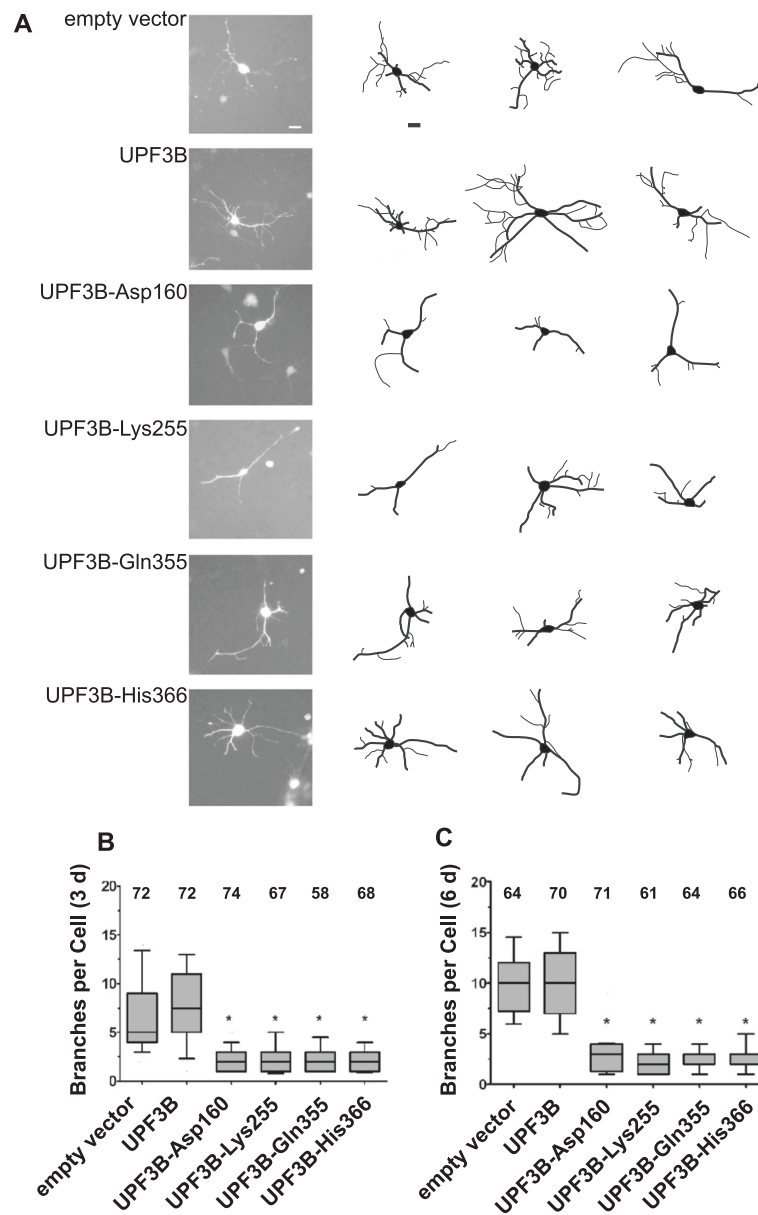 A
empty vector
UPF3B
UPF3B-Asp160
UPF3B-Lys255
UPF3B-Gln355
UPF3B-His366
B
Branches per Cell (3 d)
20
15
10
5
0
72 72 74 67 58 68
* * * *
empty vector
UPF3B
UPF3B-Asp160
UPF3B-Lys255
UPF3B-Gln355
UPF3B-His366
C
Branches per Cell (6 d)
20
15
10
5
0
64 70 71 61 64 66
* * * *
empty vector
UPF3B
UPF3B-Asp160
UPF3B-Lys255
UPF3B-Gln355
UPF3B-His366